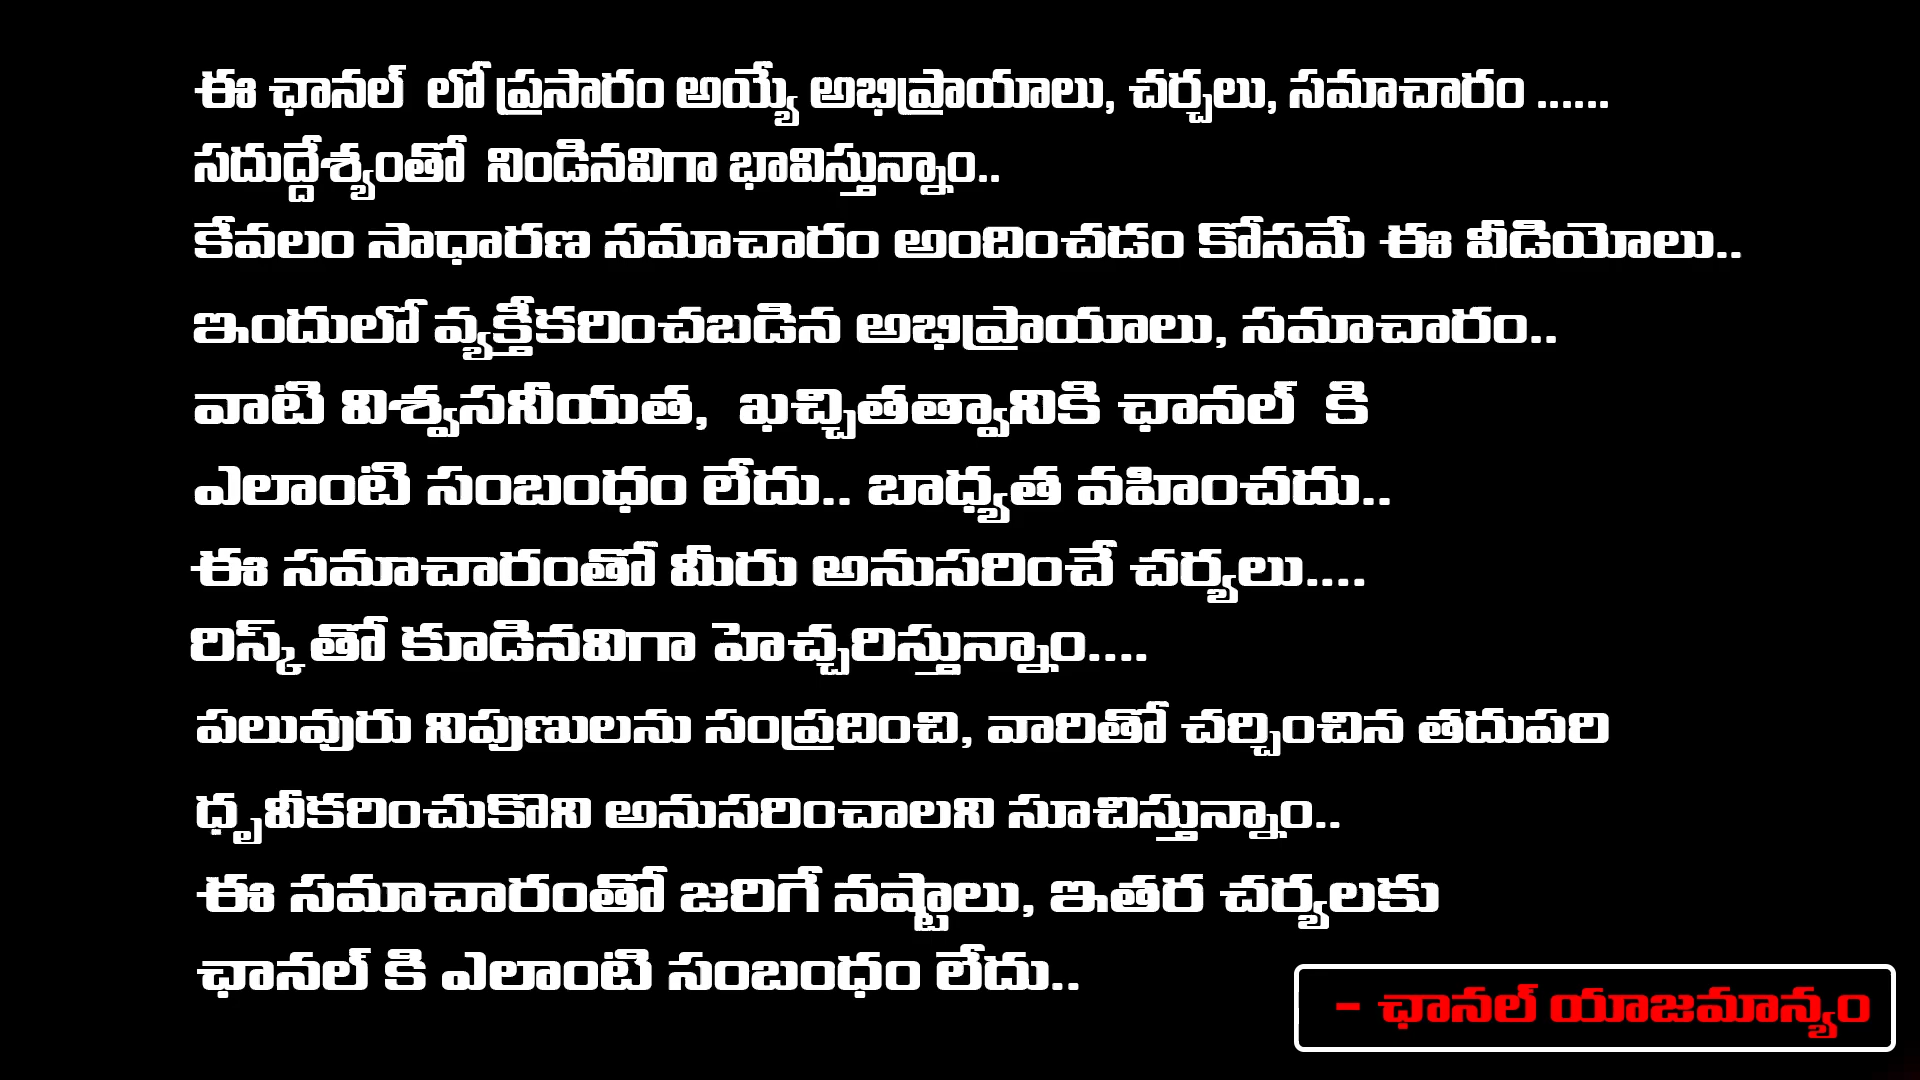 ఈ ఛానల్ లో ప్రసారం అయ్యే అభిప్రాయాలు, చర్చలు, సమాచారం ......
సదుద్దేశ్యంతో నిండినవిగా భావిస్తున్నాం..
కేవలం సాధారణ సమాచారం అందించడం కోసమే ఈ వీడియోలు..
ఇందులో వ్యక్తీకరించబడిన అభిప్రాయాలు, సమాచారం..
వాటి విశ్వసనీయత, ఖచ్చితత్వానికి ఛానల్ కి
ఎలాంటి సంబంధం లేదు.. బాధ్యత వహించదు..
ఈ సమాచారంతో మీరు అనుసరించే చర్యలు....
రిస్క్ తో కూడినవిగా హెచ్చరిస్తున్నాం....
పలువురు నిపుణులను సంప్రదించి, వారితో చర్చించిన తదుపరి
ధృవీకరించుకొని అనుసరించాలని సూచిస్తున్నాం..
ఈ సమాచారంతో జరిగే నష్టాలు, ఇతర చర్యలకు
ఛానల్ కి ఎలాంటి సంబంధం లేదు..
- ఛానల్ యాజమాన్యం